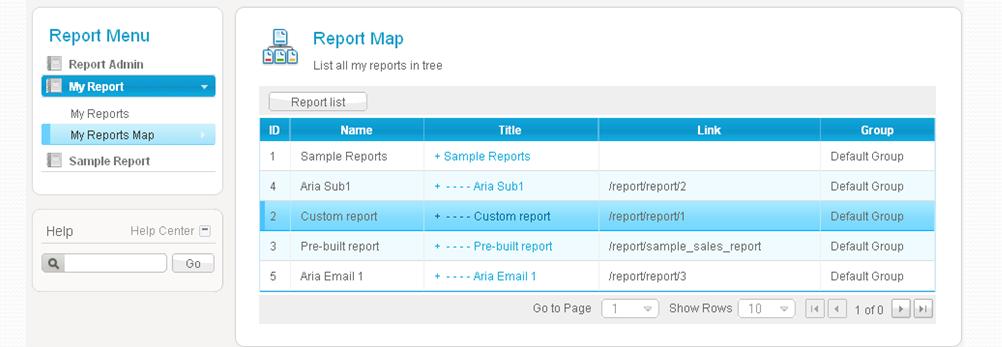 Report Menu
Report Admin
My Report
My Reports
My Reports Map
Sample Report
Help Help Center
Go
Report Map
List all my reports in tree
Report list
ID Name Title Link Group
1 Sample Reports + Sample Reports Default Group
4 Aria Sub1 + - - - - Aria Sub1 /report/report/2 Default Group
2 Custom report + - - - - Custom report /report/report/1 Default Group
3 Pre-built report + - - - - Pre-built report /report/sample_sales_report Default Group
5 Aria Email 1 + - - - - Aria Email 1 /report/report/3 Default Group
Go to Page 1 Show Rows 10 1 of 0